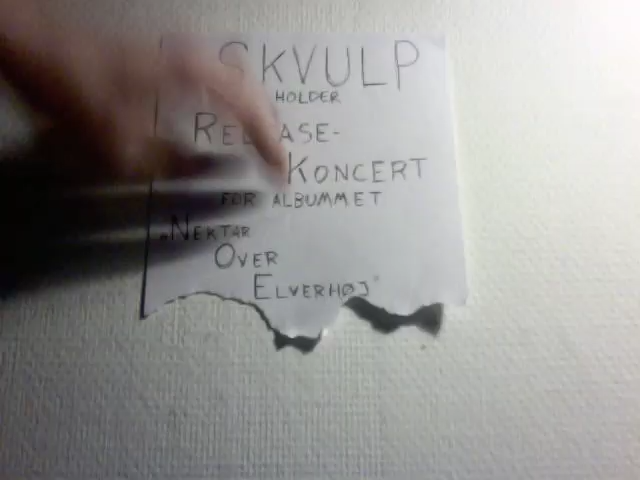 SKVULP
HOLDER
RELEASE-
KONCERT
FOR ALBUMMET
"NEKTAR
OVER
ELVERHØJ"